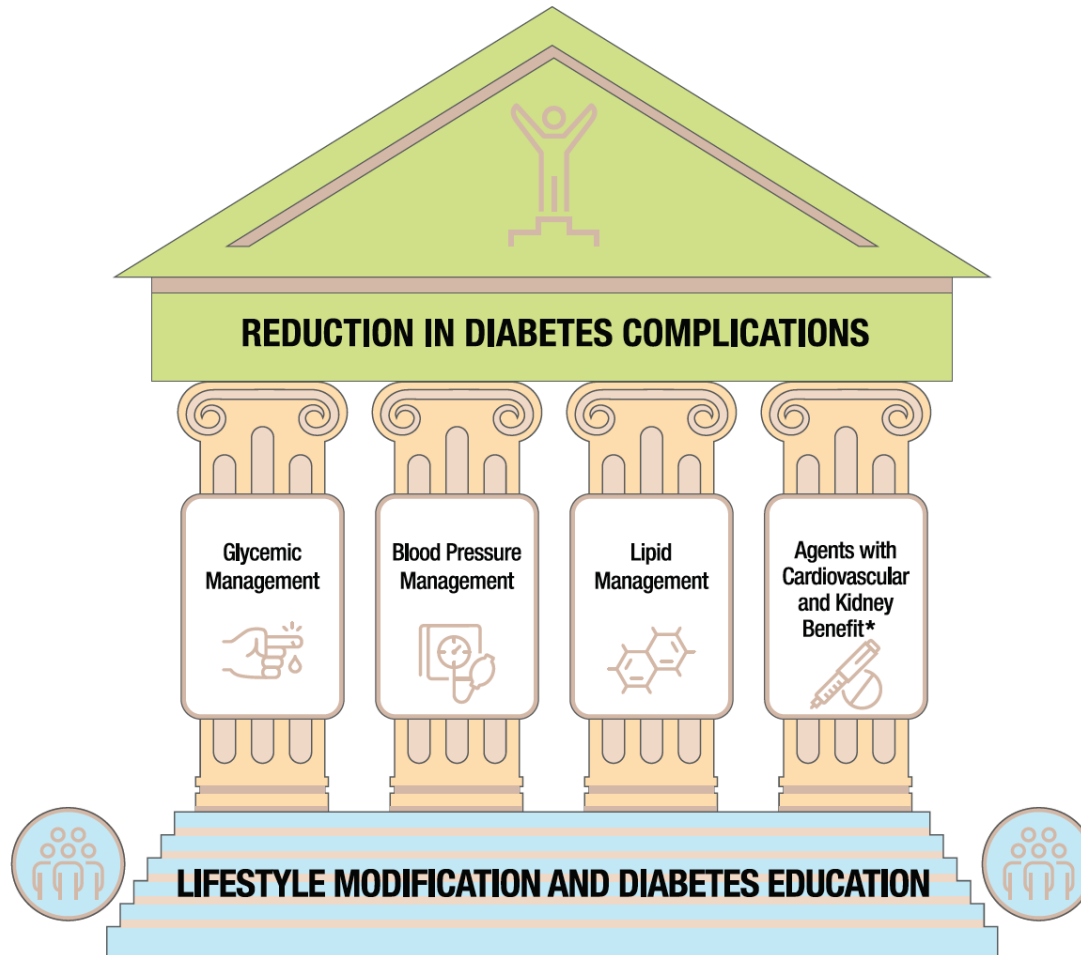 REDUCTION IN DIABETES COMPLICATIONS
Glycemic
Management
Blood Pressure
Management
Lipid
Management
Agents with
Cardiovascular
and Kidney
Benefit*
LIFESTYLE MODIFICATION AND DIABETES EDUCATION